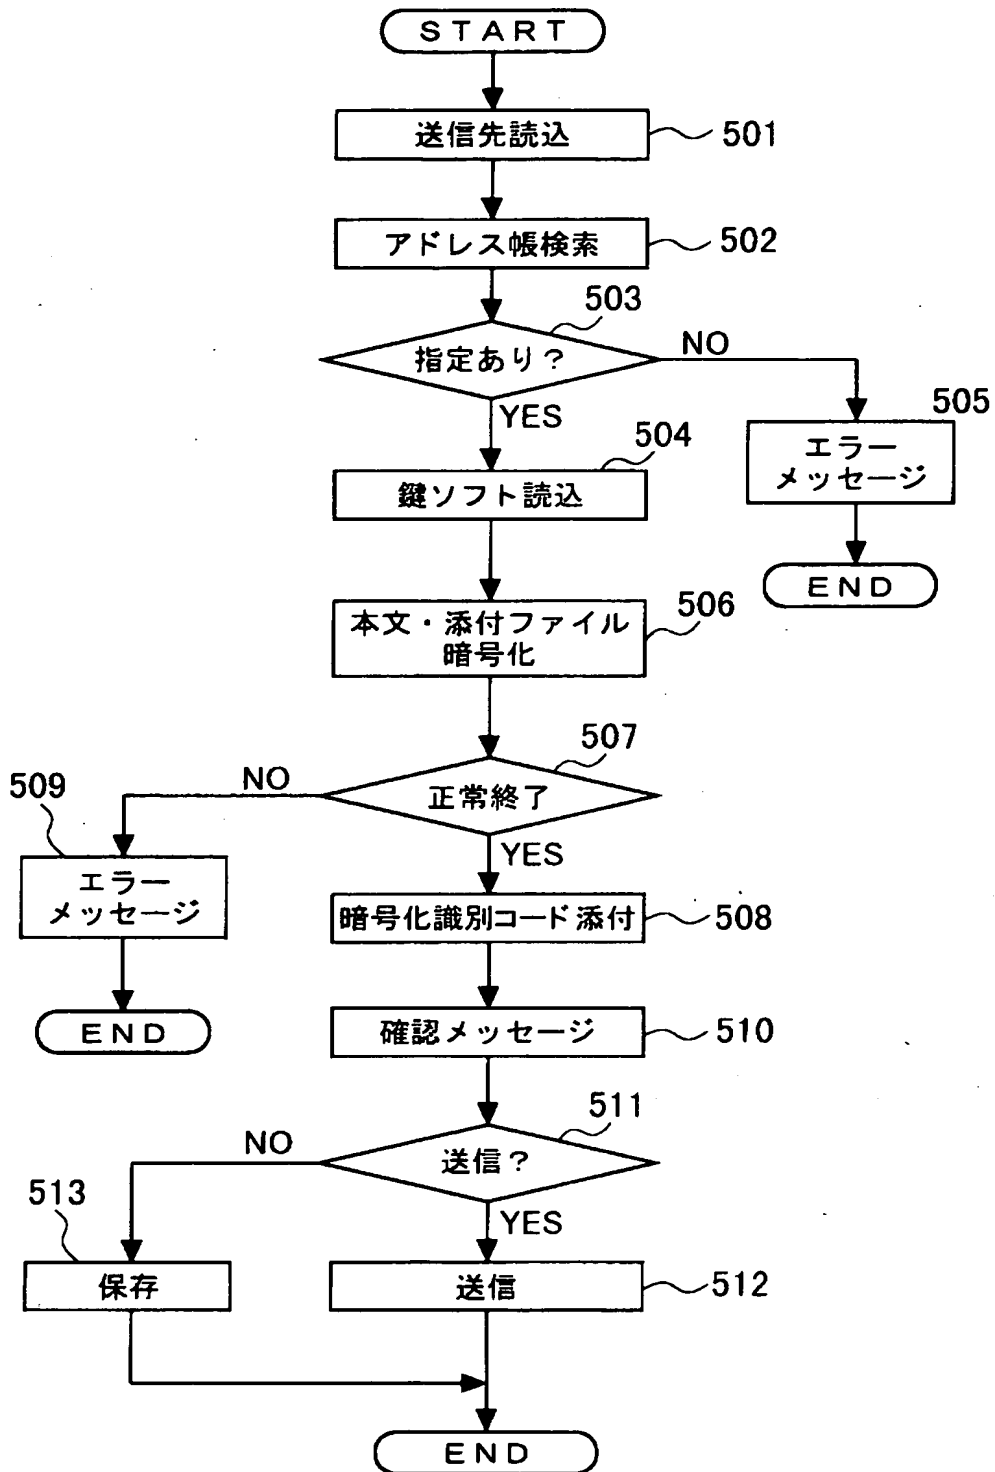 START
送信先読込
501
アドレス帳検索
502
503
指定あり?
NO
YES
505
エラー
メッセージ
END
504
鍵ソフト読込
506
本文・添付ファイル
暗号化
507
正常終了
NO
YES
509
エラー
メッセージ
END
暗号化識別コード添付
508
確認メッセージ
510
511
送信?
NO
YES
513
保存
送信
512
END